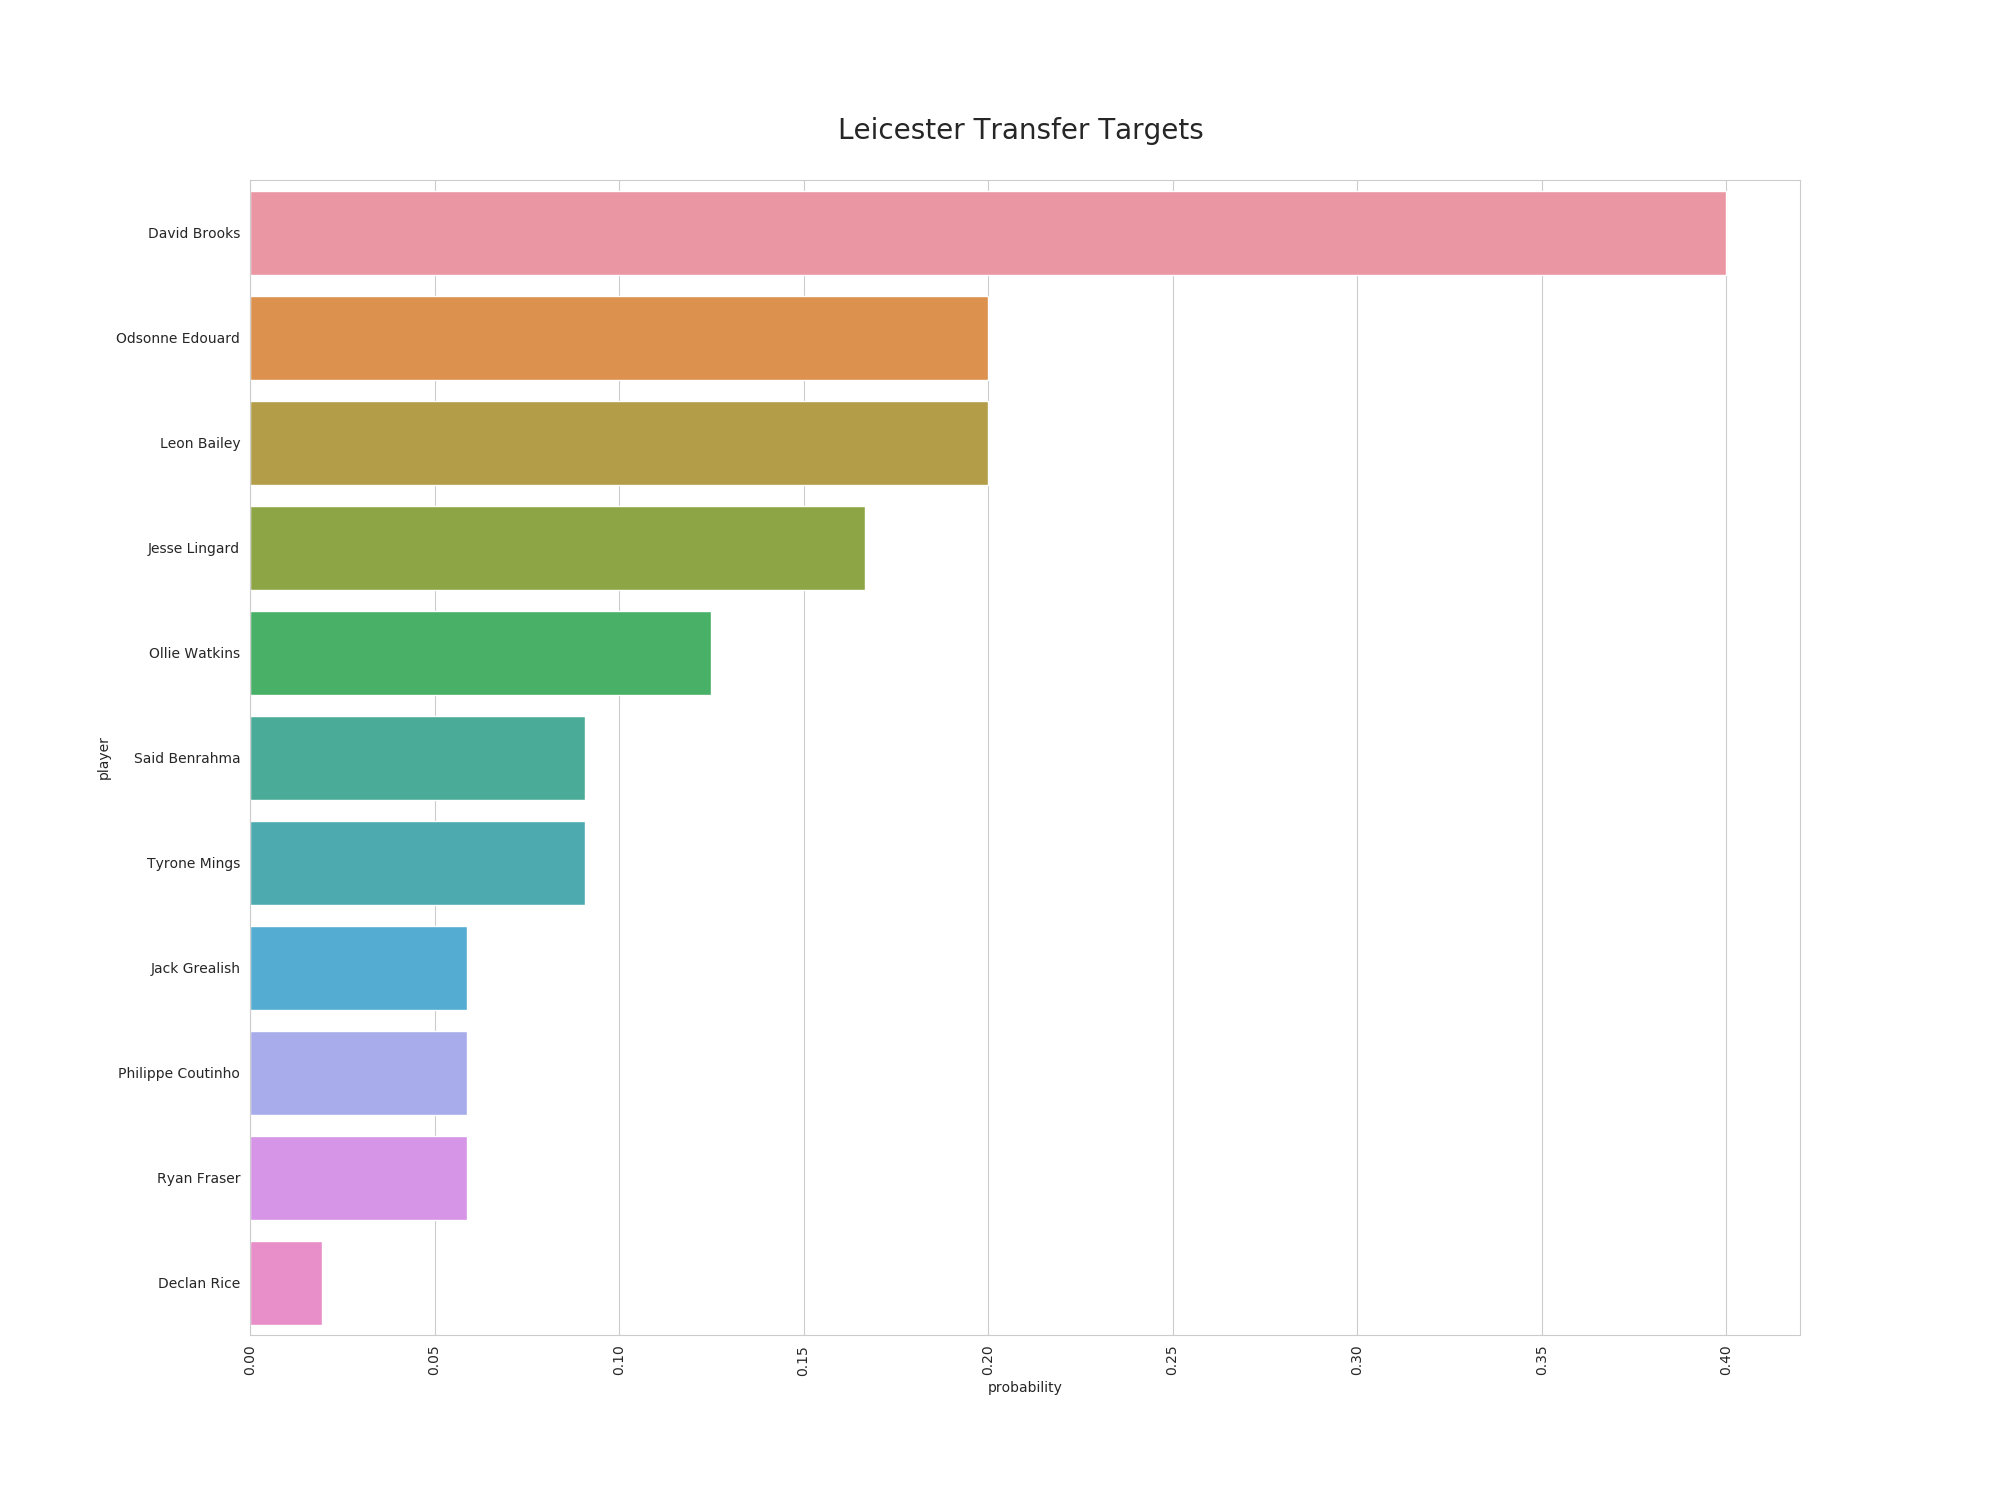 Leicester Transfer Targets
David Brooks
Odsonne Edouard
Leon Bailey
Jesse Lingard
Ollie Watkins
player
Said Benrahma
Tyrone Mings
Jack Grealish
Philippe Coutinho
Ryan Fraser
Declan Rice
0.00 0.05 0.10 0.15 0.20 0.25 0.30 0.35 0.40
probability